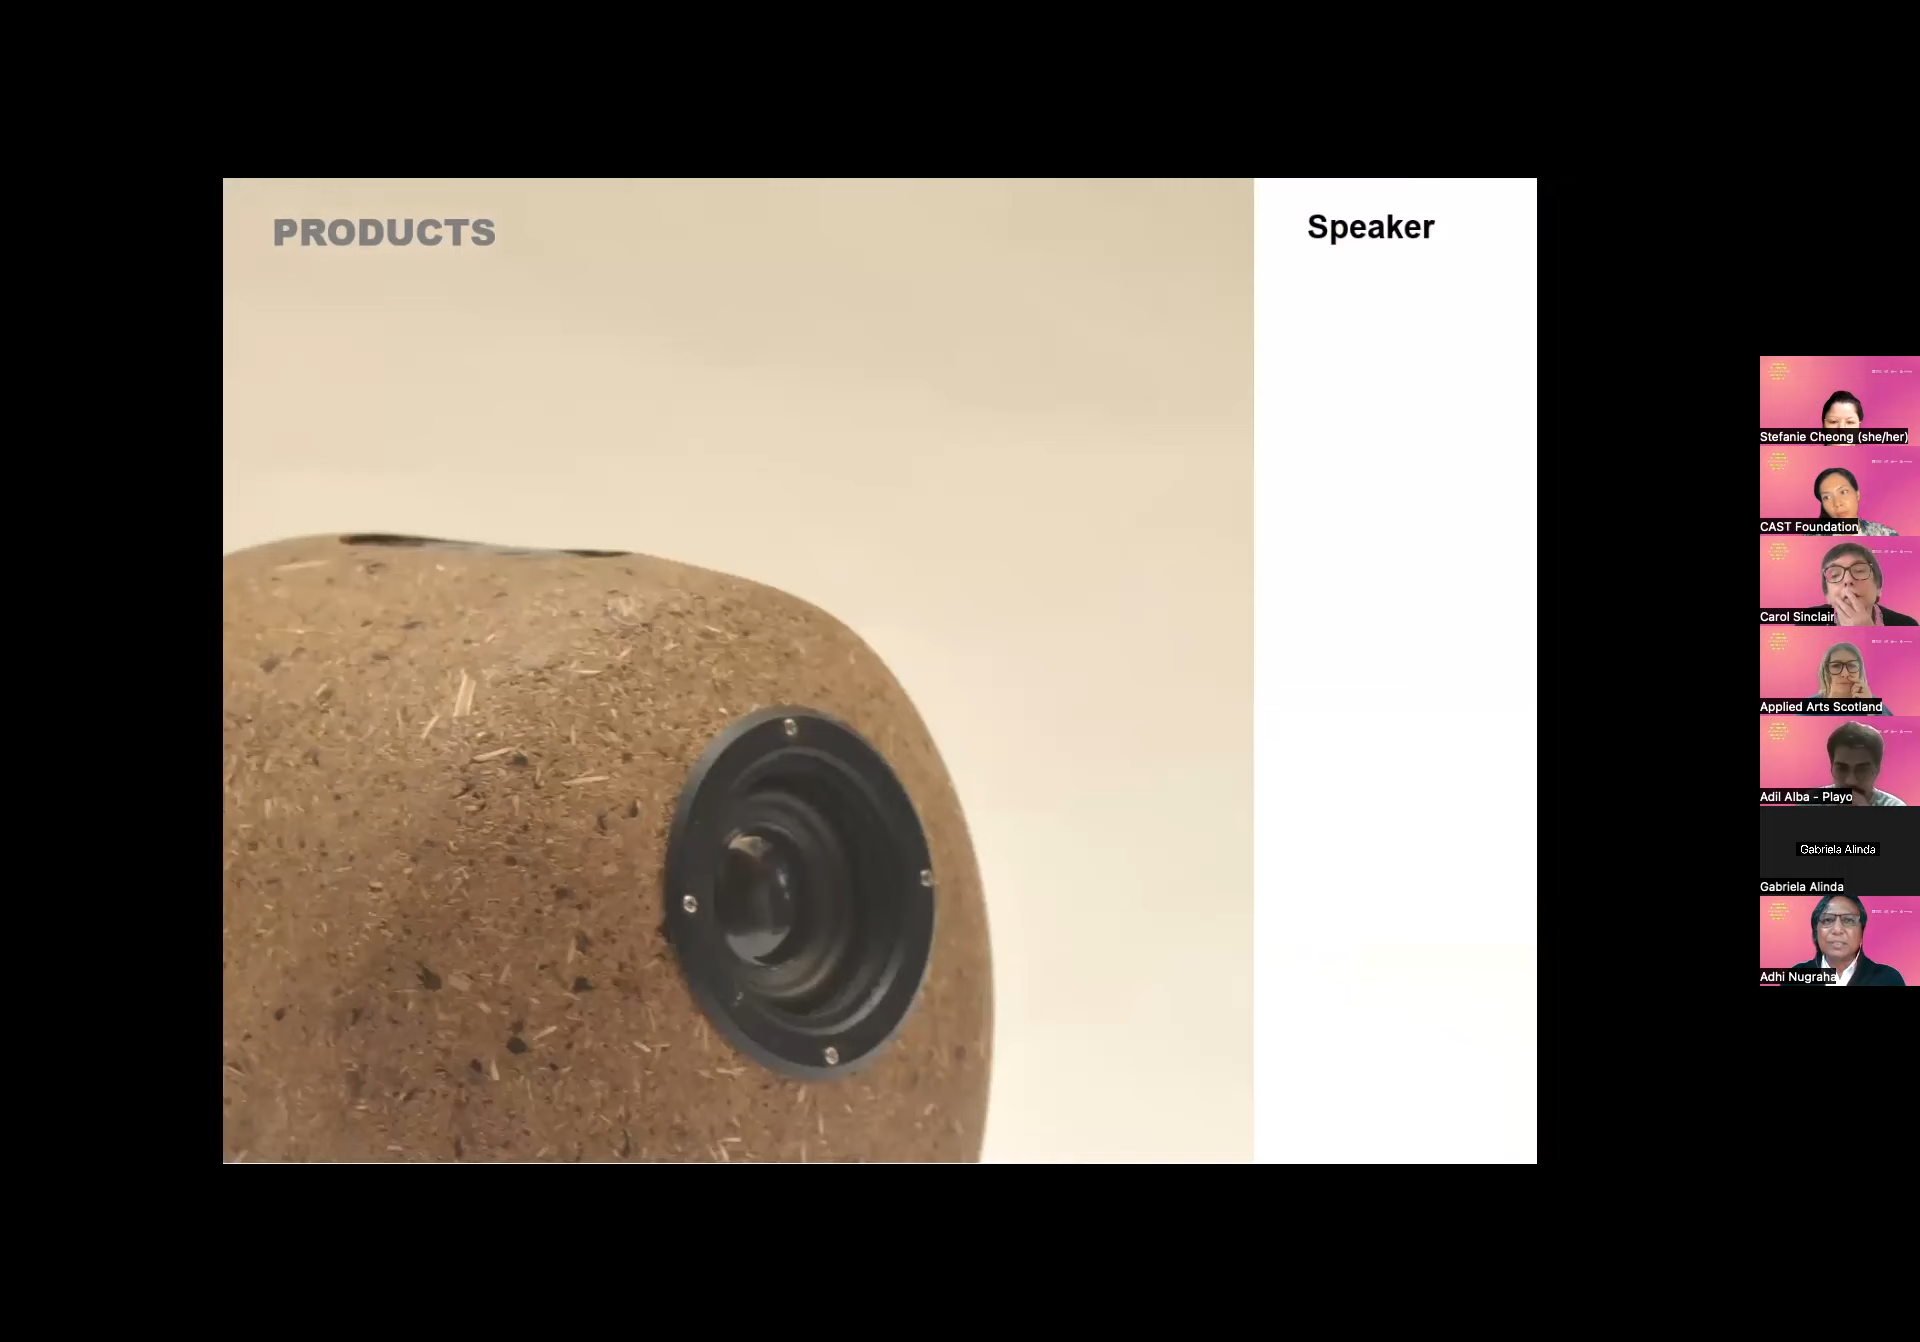 PRODUCTS
Speaker
Stefanie Cheong (she/her)
CAST Foundation
Carol Sinclair
Applied Arts Scotland
Adil Alba - Playo
Gabriela Alinda
Gabriela Alinda
Adhi Nugraha